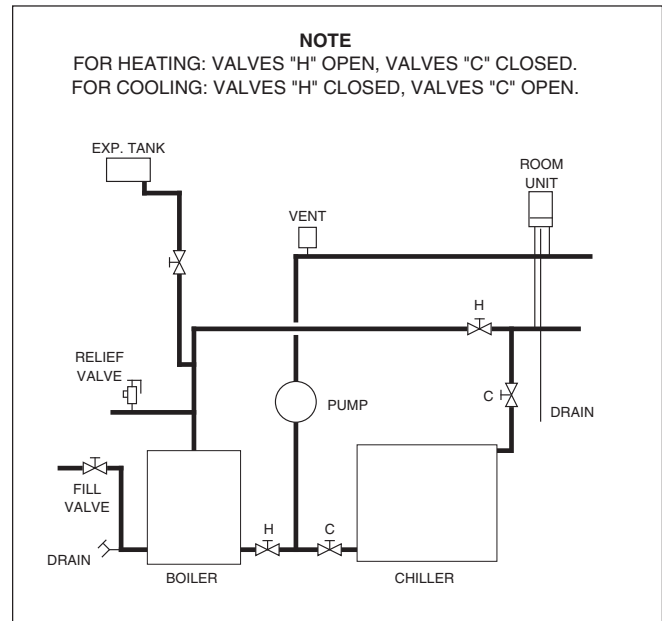 NOTE
FOR HEATING: VALVES "H" OPEN, VALVES "C" CLOSED.
FOR COOLING: VALVES "H" CLOSED, VALVES "C" OPEN.
EXP. TANK
ROOM
UNIT
VENT
H
RELIEF
VALVE
C
PUMP
DRAIN
FILL
VALVE
H
C
DRAIN
BOILER
CHILLER